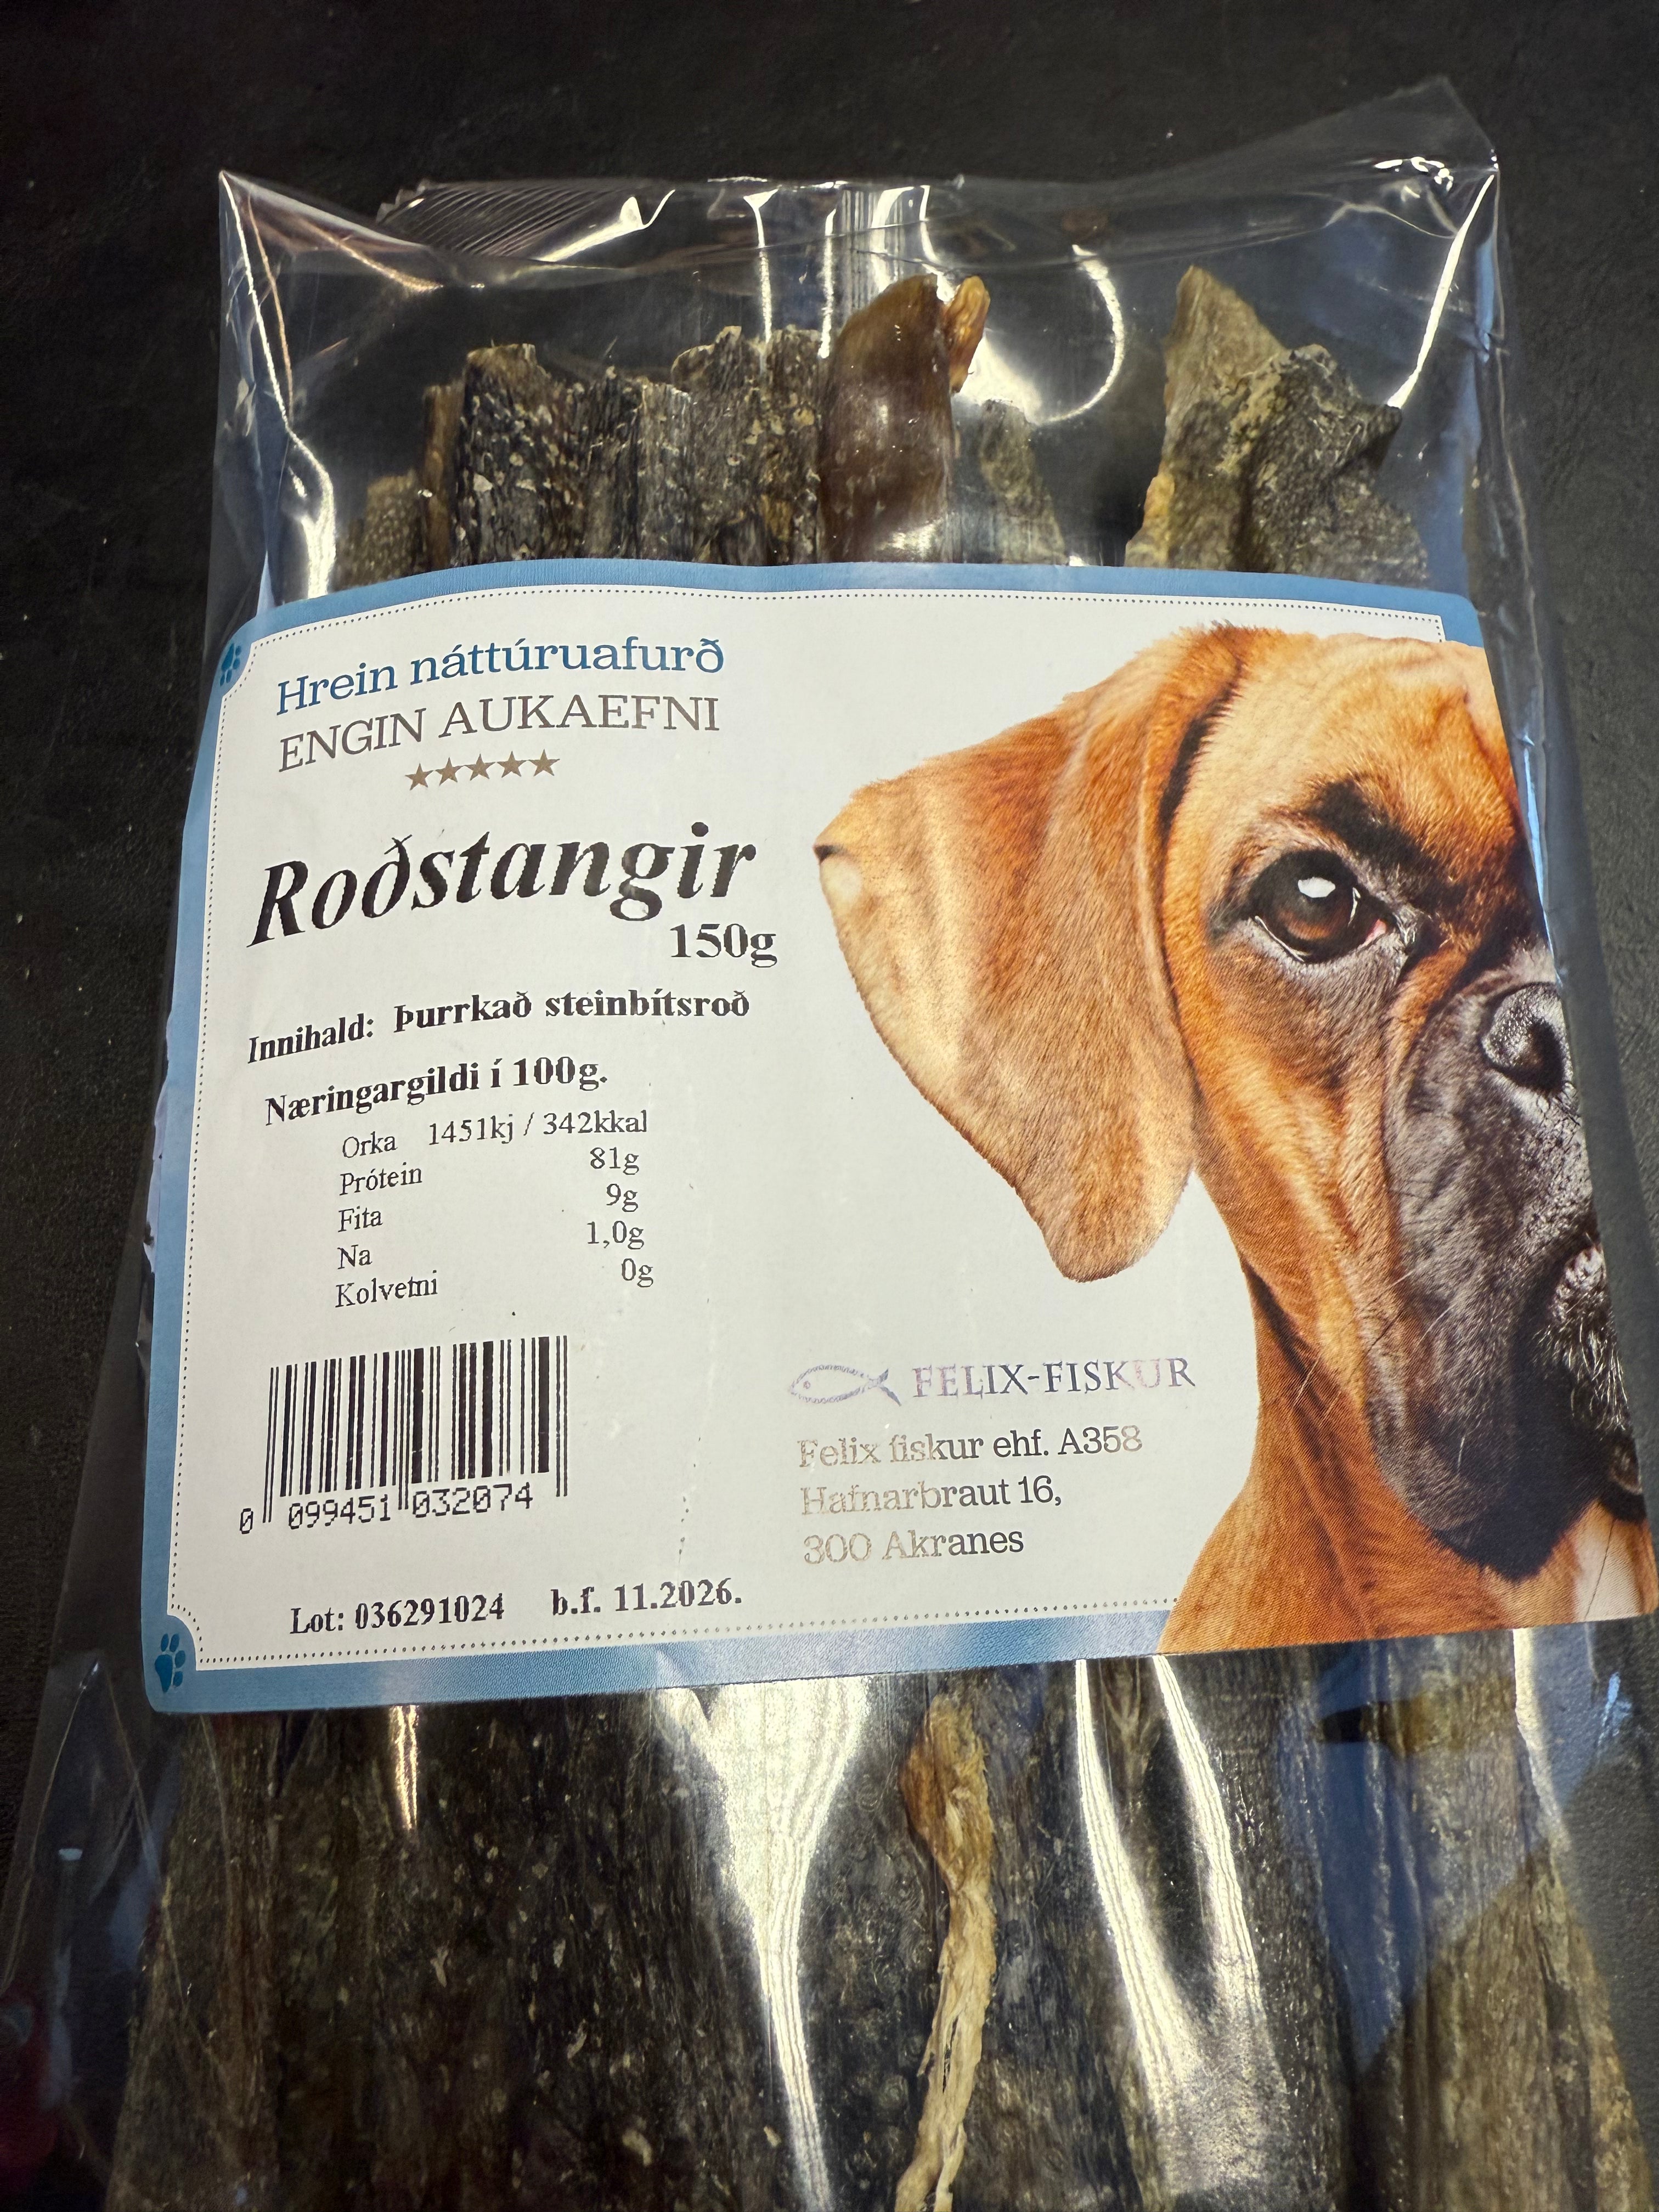 Hrein náttúruafurð
ENGIN AUKAEFNI
Roðstangir
150g
Innihald: Þurrkað steinbítsroð
Næringargildi í 100g.
Orka 1451kj / 342kkal
Prótein 81g
Fita 9g
Na 1,0g
Kolvetni 0g
0 099451 032074
FELIX-FISKUR
Felix fiskur ehf. A358
Hafnarbraut 16,
300 Akranes
Lot: 036291024 b.f. 11.2026.